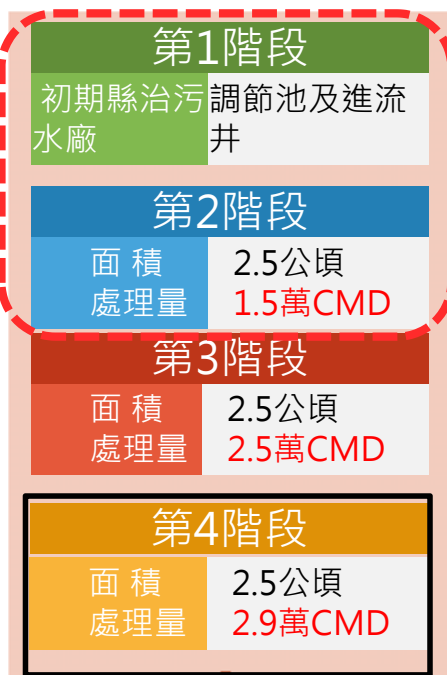 第1階段
初期縣治污 調節池及進流
水廠 井
第2階段
面 積 2.5公頃
處理量 1.5萬CMD
第3階段
面 積 2.5公頃
處理量 2.5萬CMD
第4階段
面 積 2.5公頃
處理量 2.9萬CMD